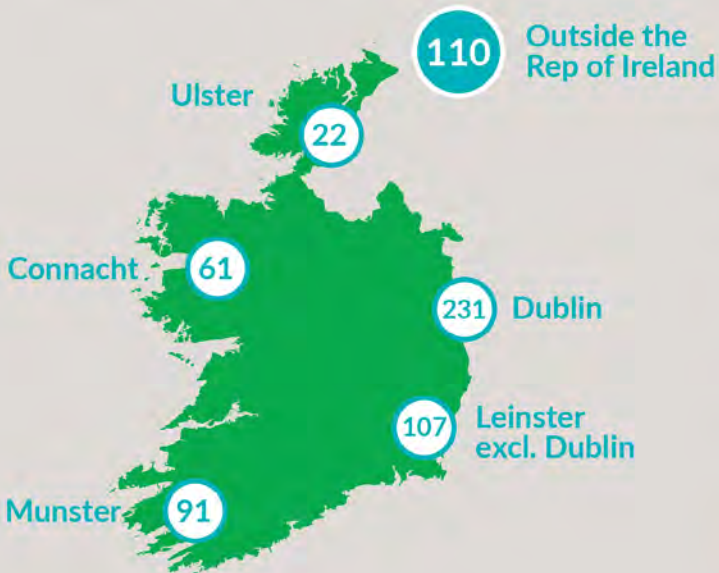 110
Outside the
Rep of Ireland
Ulster
22
Connacht
61
231
Dublin
107
Leinster
excl. Dublin
Munster
91